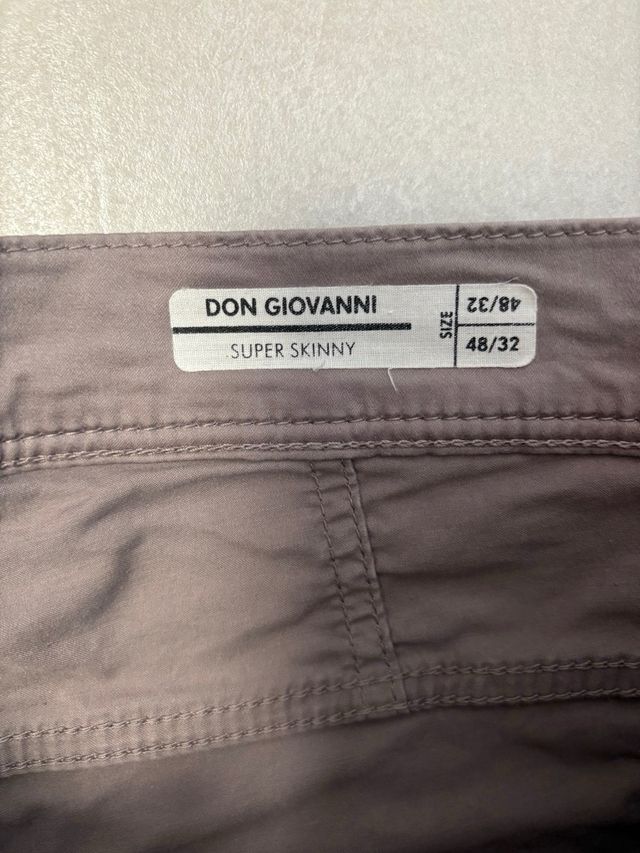 DON GIOVANNI
SUPER SKINNY
SIZE
48/32
48/32